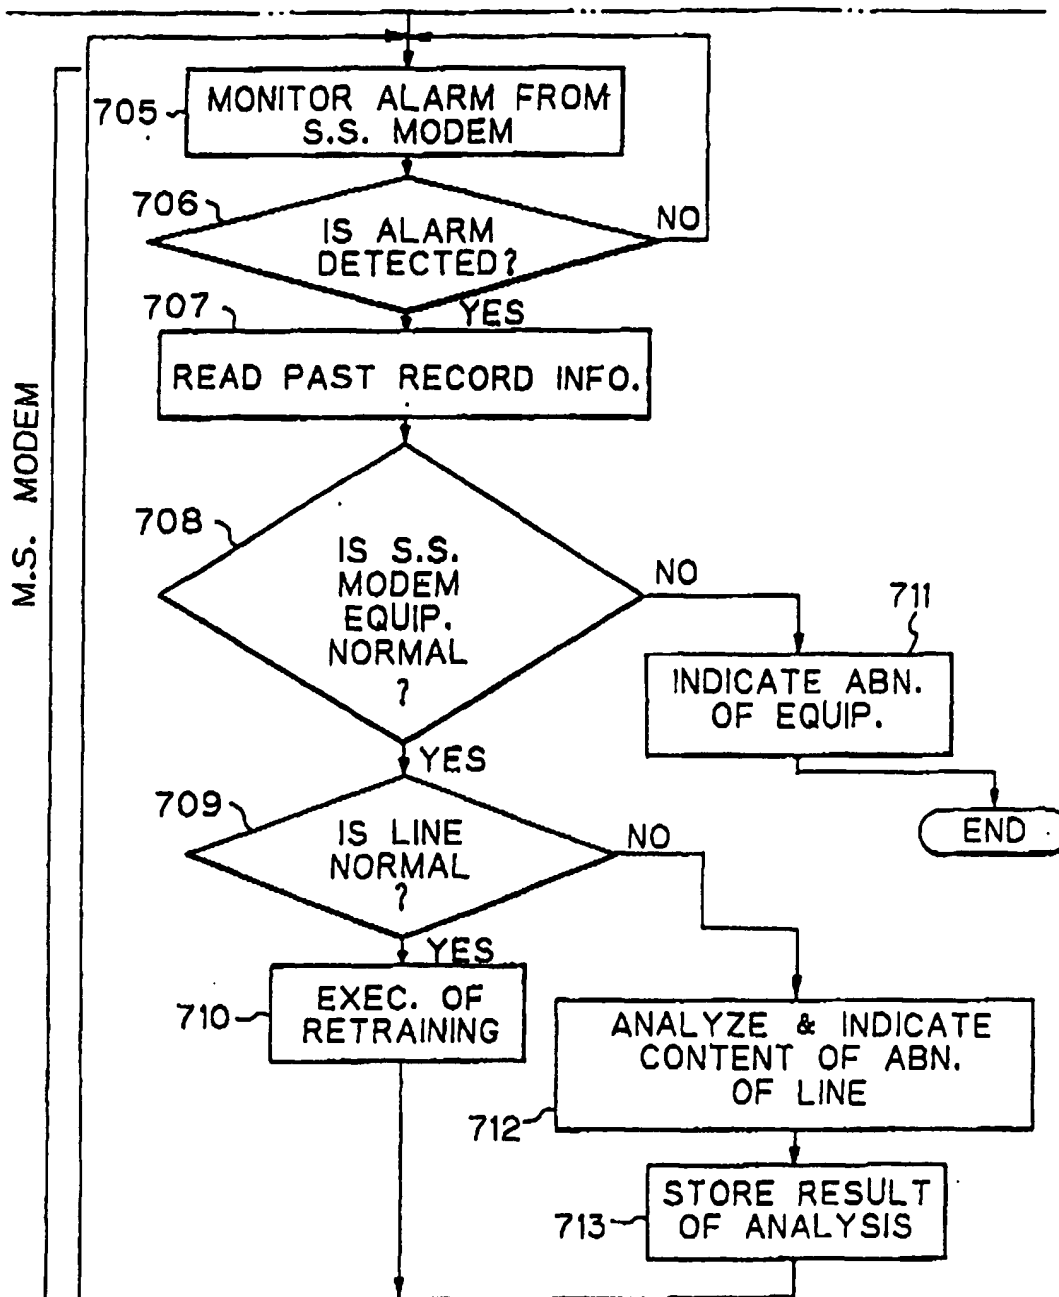 705
MONITOR ALARM FROM
S.S. MODEM
706
IS ALARM
DETECTED?
NO
YES
707
READ PAST RECORD INFO.
M.S. MODEM
708
IS S.S.
MODEM
EQUIP.
NORMAL
?
NO
711
INDICATE ABN.
OF EQUIP.
YES
END
709
IS LINE
NORMAL
?
NO
YES
710
EXEC. OF
RETRAINING
ANALYZE & INDICATE
CONTENT OF ABN.
OF LINE
712
STORE RESULT
OF ANALYSIS
713